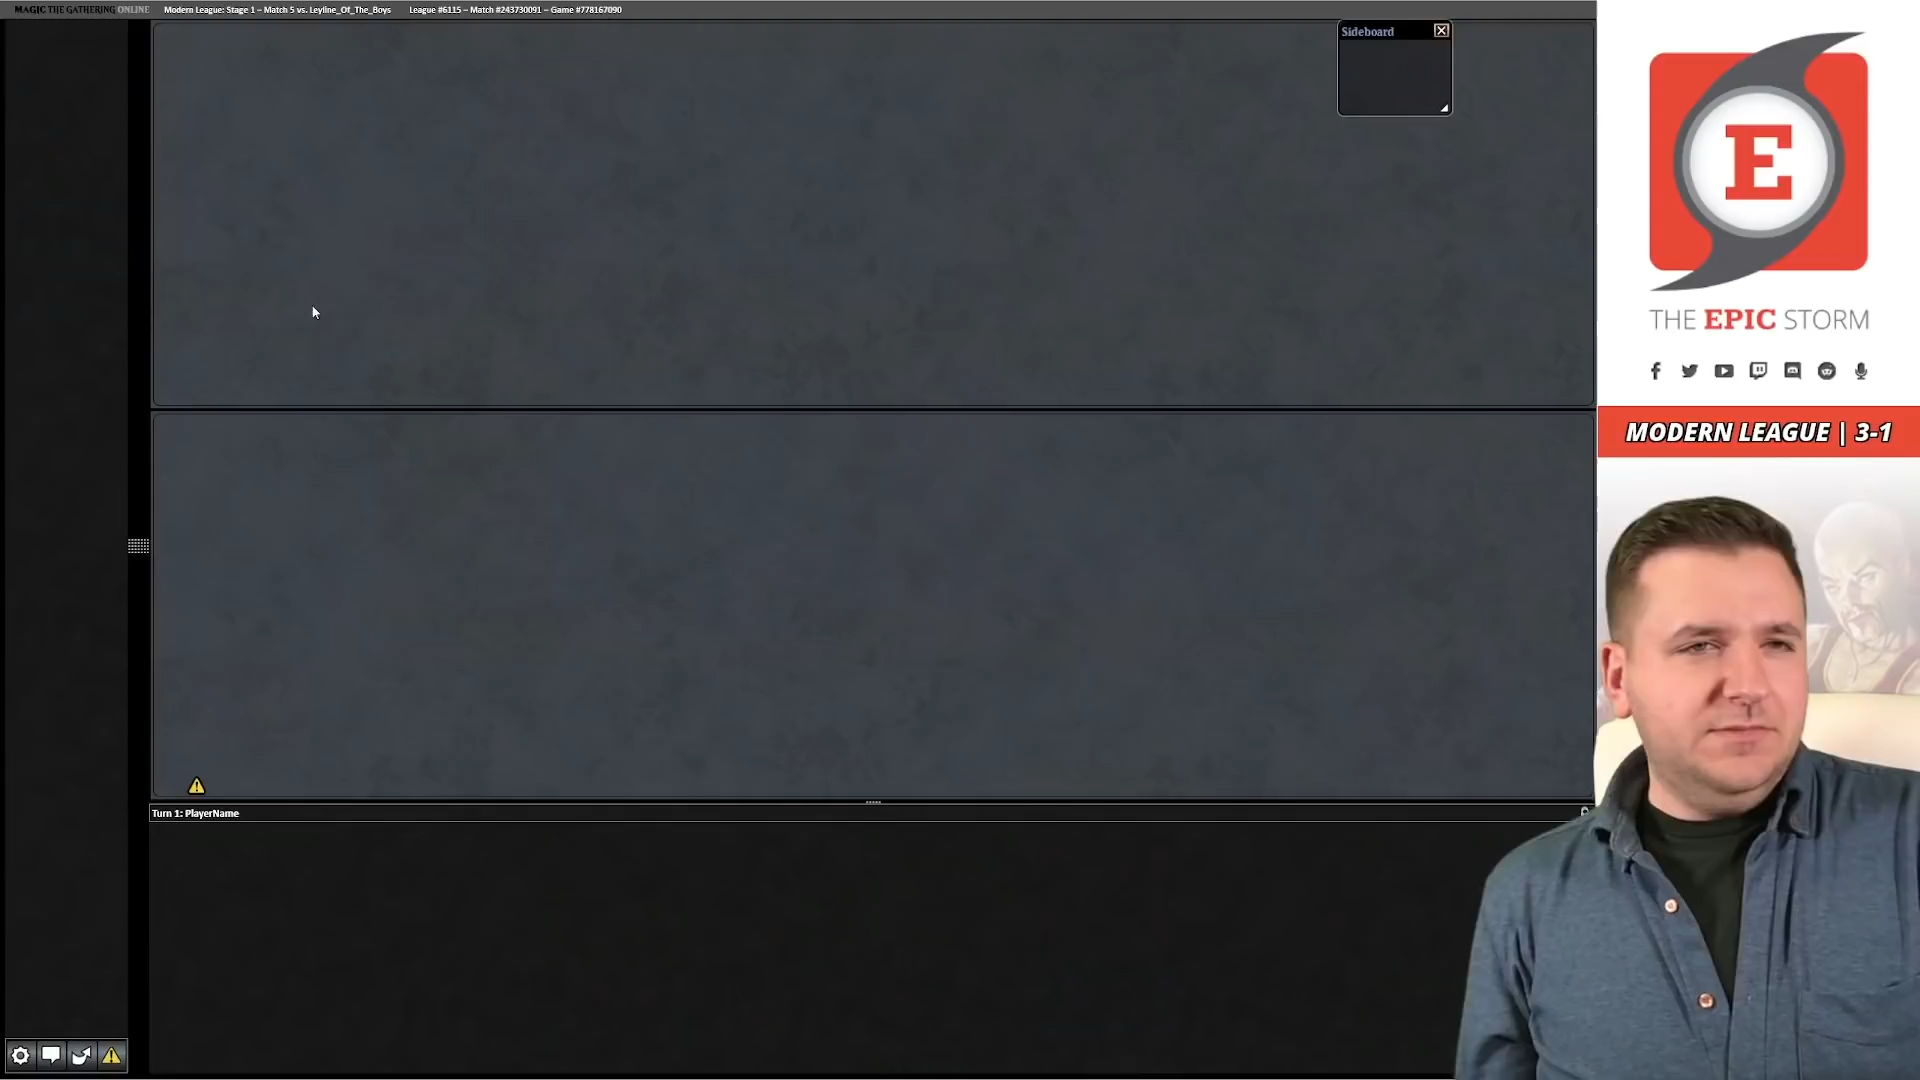 MAGIC THE GATHERING ONLINE
Modern League: Stage 1 – Match 5 vs. Leyline_Of_The_Boys
League #6115 – Match #243730091 – Game #778167090
Sideboard
E
THE EPIC STORM
MODERN LEAGUE | 3-1
Turn 1: PlayerName